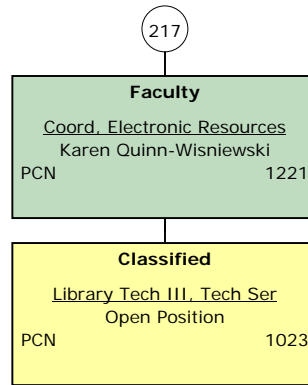 217
Faculty
Coord, Electronic Resources
Karen Quinn-Wisniewski
PCN 1221
Classified
Library Tech III, Tech Ser
Open Position
PCN 1023